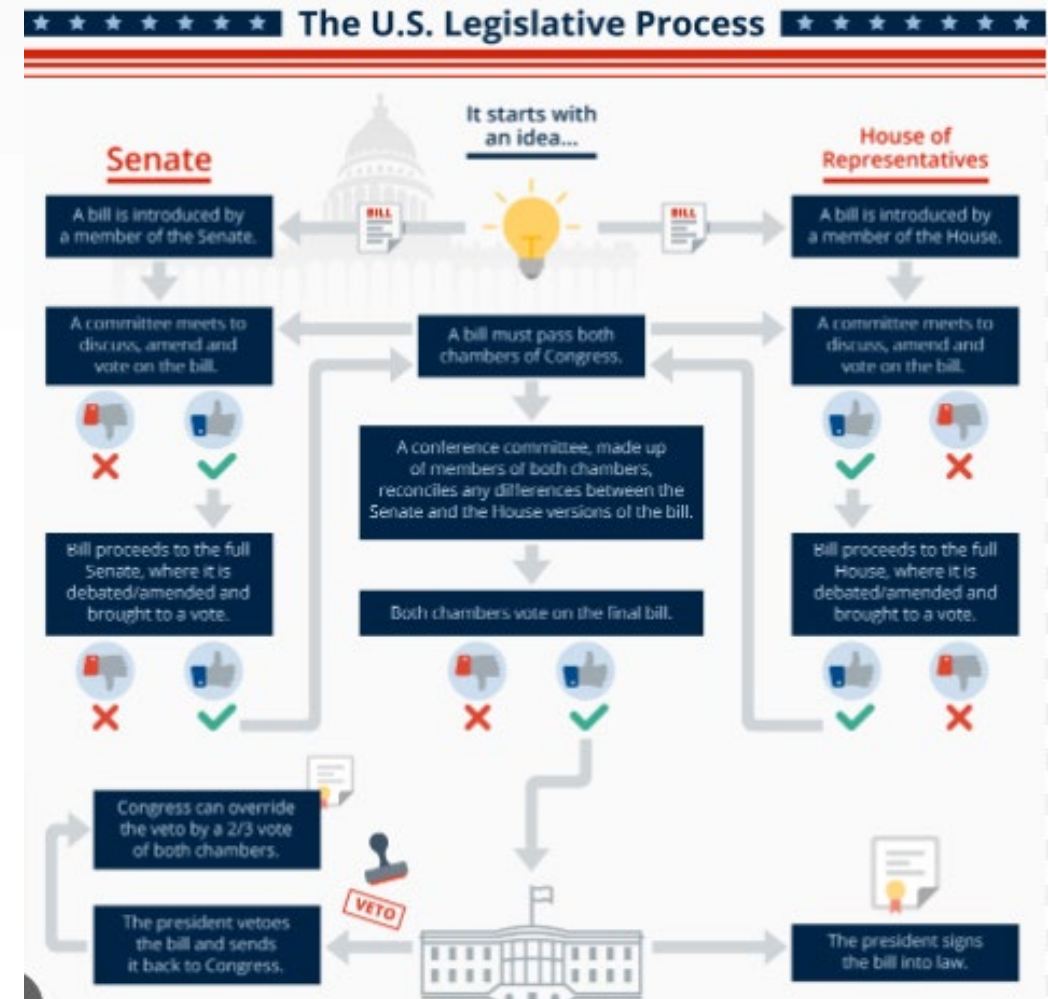 The U.S. Legislative Process
It starts with
an idea...
Senate
House of
Representatives
A bill is introduced by
a member of the Senate.
BILL
BILL
A bill is introduced by
a member of the House.
A committee meets to
discuss, amend and
vote on the bill.
A bill must pass both
chambers of Congress.
A committee meets to
discuss, amend and
vote on the bill.
A conference committee, made up
of members of both chambers,
reconciles any differences between the
Senate and the House versions of the bill.
Bill proceeds to the full
Senate, where it is
debated/amended and
brought to a vote.
Both chambers vote on the final bill.
Bill proceeds to the full
House, where it is
debated/amended and
brought to a vote.
Congress can override
the veto by a 2/3 vote
of both chambers.
VETO
The president vetoes
the bill and sends
it back to Congress.
The president signs
the bill into law.